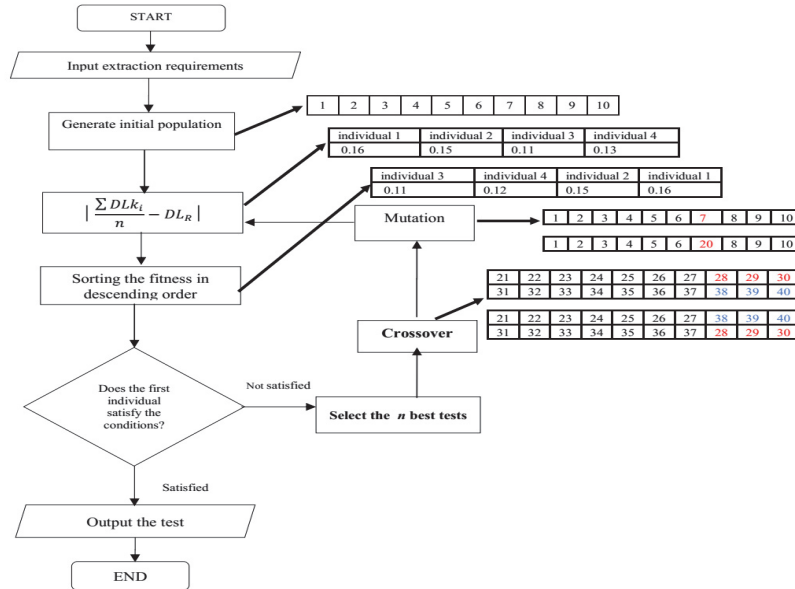 START
Input extraction requirements
Generate initial population
1 2 3 4 5 6 7 8 9 10
individual 1 individual 2 individual 3 individual 4
0.16 0.15 0.11 0.13
individual 3 individual 4 individual 2 individual 1
0.11 0.12 0.15 0.16
| ∑ DLk_i / n − DL_R |
Mutation
1 2 3 4 5 6 7 8 9 10
1 2 3 4 5 6 20 8 9 10
Sorting the fitness in
descending order
21 22 23 24 25 26 27 28 29 30
31 32 33 34 35 36 37 38 39 40
21 22 23 24 25 26 27 38 39 40
31 32 33 34 35 36 37 28 29 30
Crossover
Does the first
individual
satisfy the
conditions?
Not satisfied
Select the n best tests
Satisfied
Output the test
END